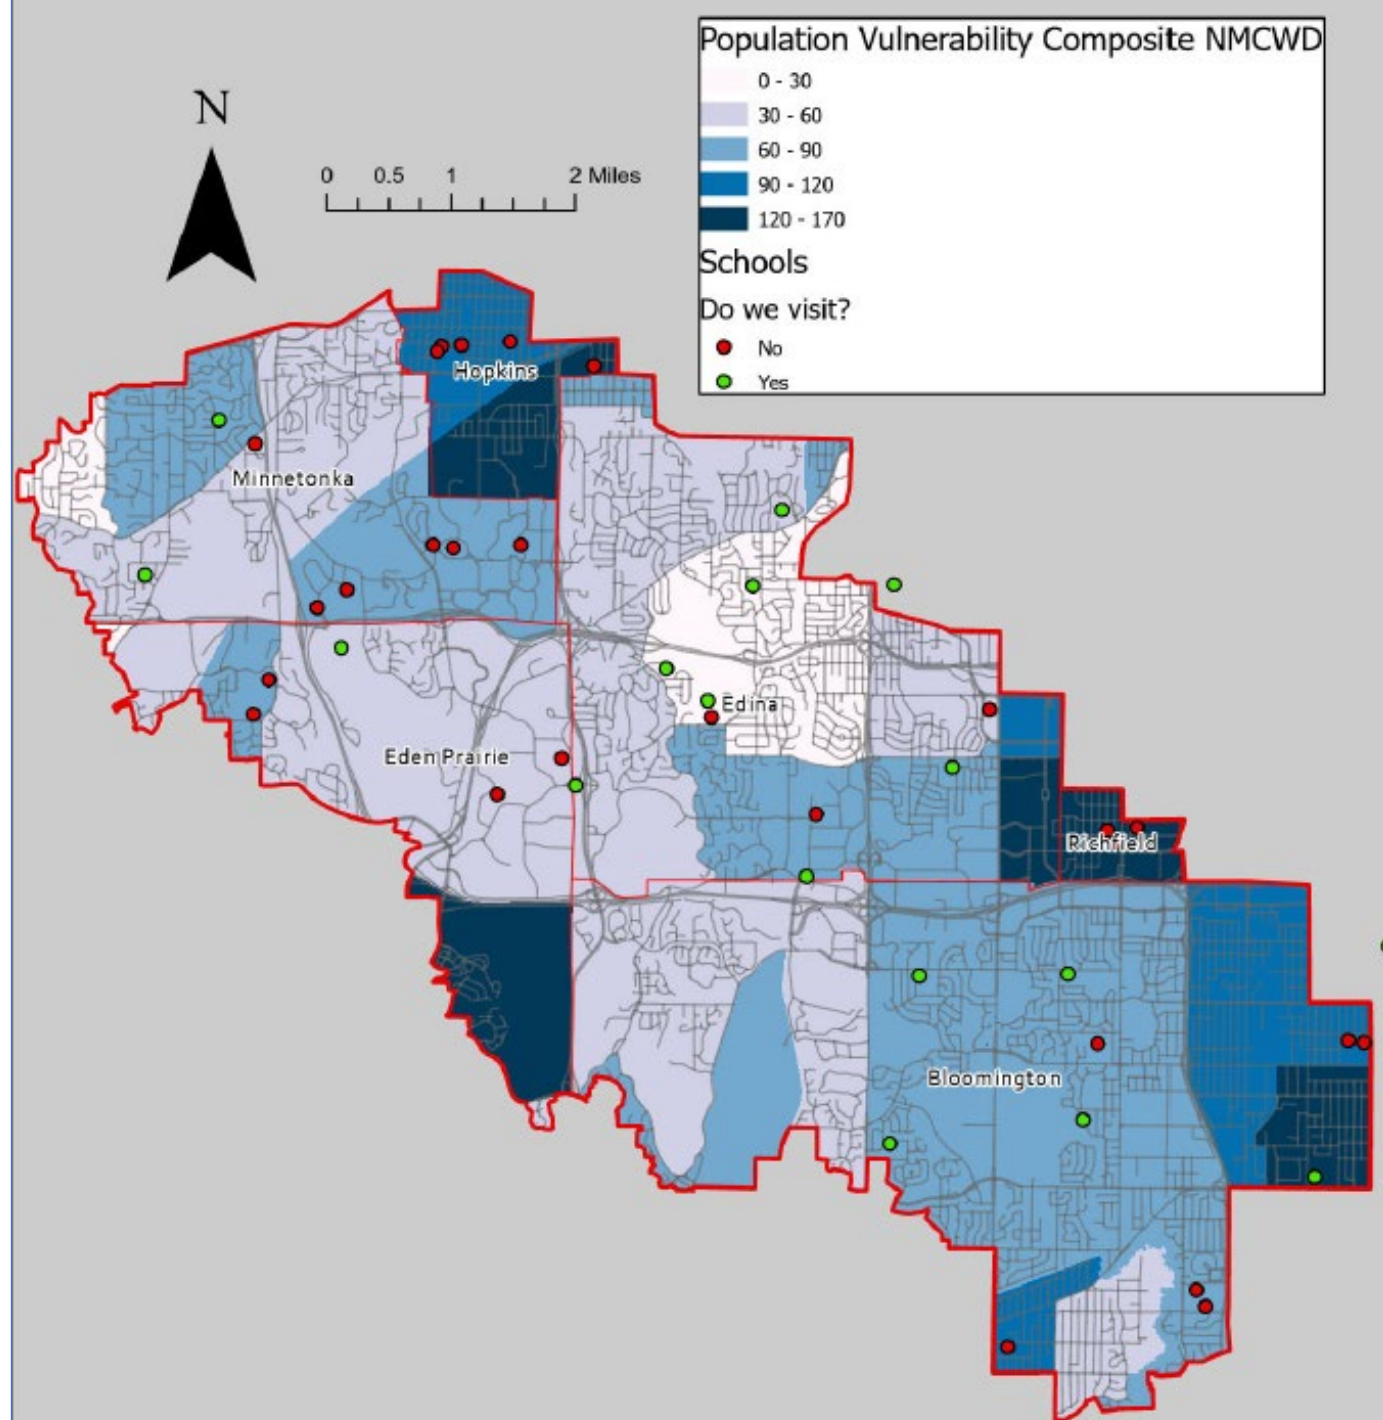 Population Vulnerability Composite NMCWD
0 - 30
30 - 60
60 - 90
90 - 120
120 - 170
Schools
Do we visit?
No
Yes
N
0 0.5 1 2 Miles
Hopkins
Minnetonka
Edina
Eden Prairie
Richfield
Bloomington